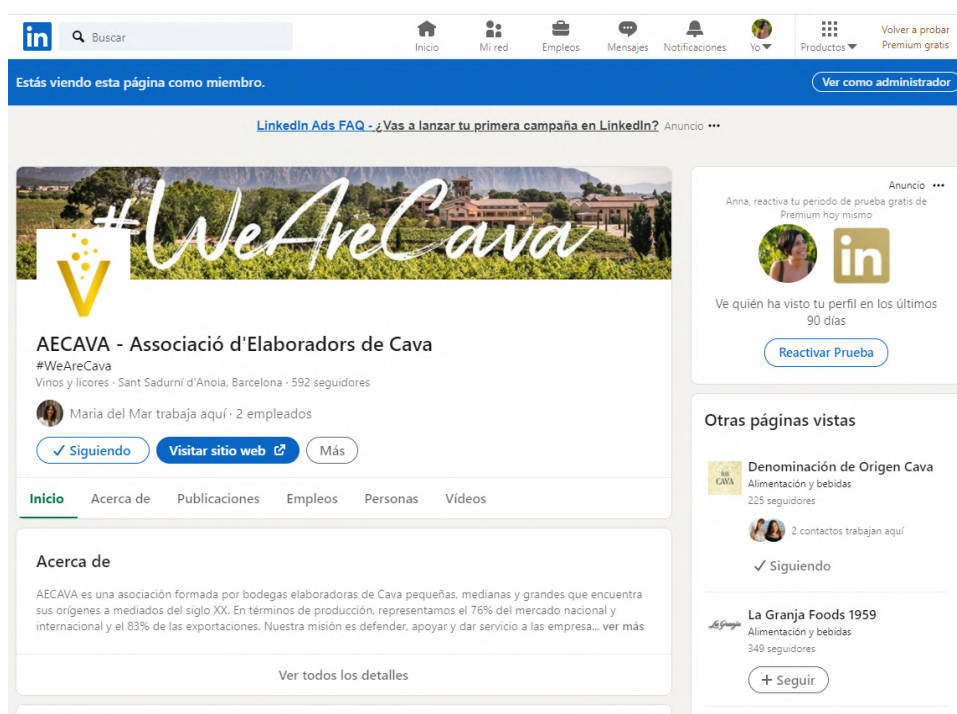 in
Buscar
Inicio
Mi red
Empleos
Mensajes
Notificaciones
Yo
Productos
Volver a probar
Premium gratis
Estás viendo esta página como miembro.
Ver como administrador
LinkedIn Ads FAQ - ¿Vas a lanzar tu primera campaña en LinkedIn? Anuncio •••
#WeAreCava
AECAVA - Associació d'Elaboradors de Cava
#WeAreCava
Vinos y licores · Sant Sadurní d'Anoia, Barcelona · 592 seguidores
Maria del Mar trabaja aquí · 2 empleados
Siguiendo
Visitar sitio web
Más
Inicio
Acerca de
Publicaciones
Empleos
Personas
Vídeos
Acerca de
AECAVA es una asociación formada por bodegas elaboradoras de Cava pequeñas, medianas y grandes que encuentra
sus orígenes a mediados del siglo XX. En términos de producción, representamos el 76% del mercado nacional y
internacional y el 83% de las exportaciones. Nuestra misión es defender, apoyar y dar servicio a las empresa... ver más
Ver todos los detalles
Anuncio •••
Anna, reactiva tu periodo de prueba gratis de
Premium hoy mismo
in
Ve quién ha visto tu perfil en los últimos
90 días
Reactivar Prueba
Otras páginas vistas
CAVA
Denominación de Origen Cava
Alimentación y bebidas
225 seguidores
2 contactos trabajan aquí
Siguiendo
La Granja
La Granja Foods 1959
Alimentación y bebidas
349 seguidores
+ Seguir